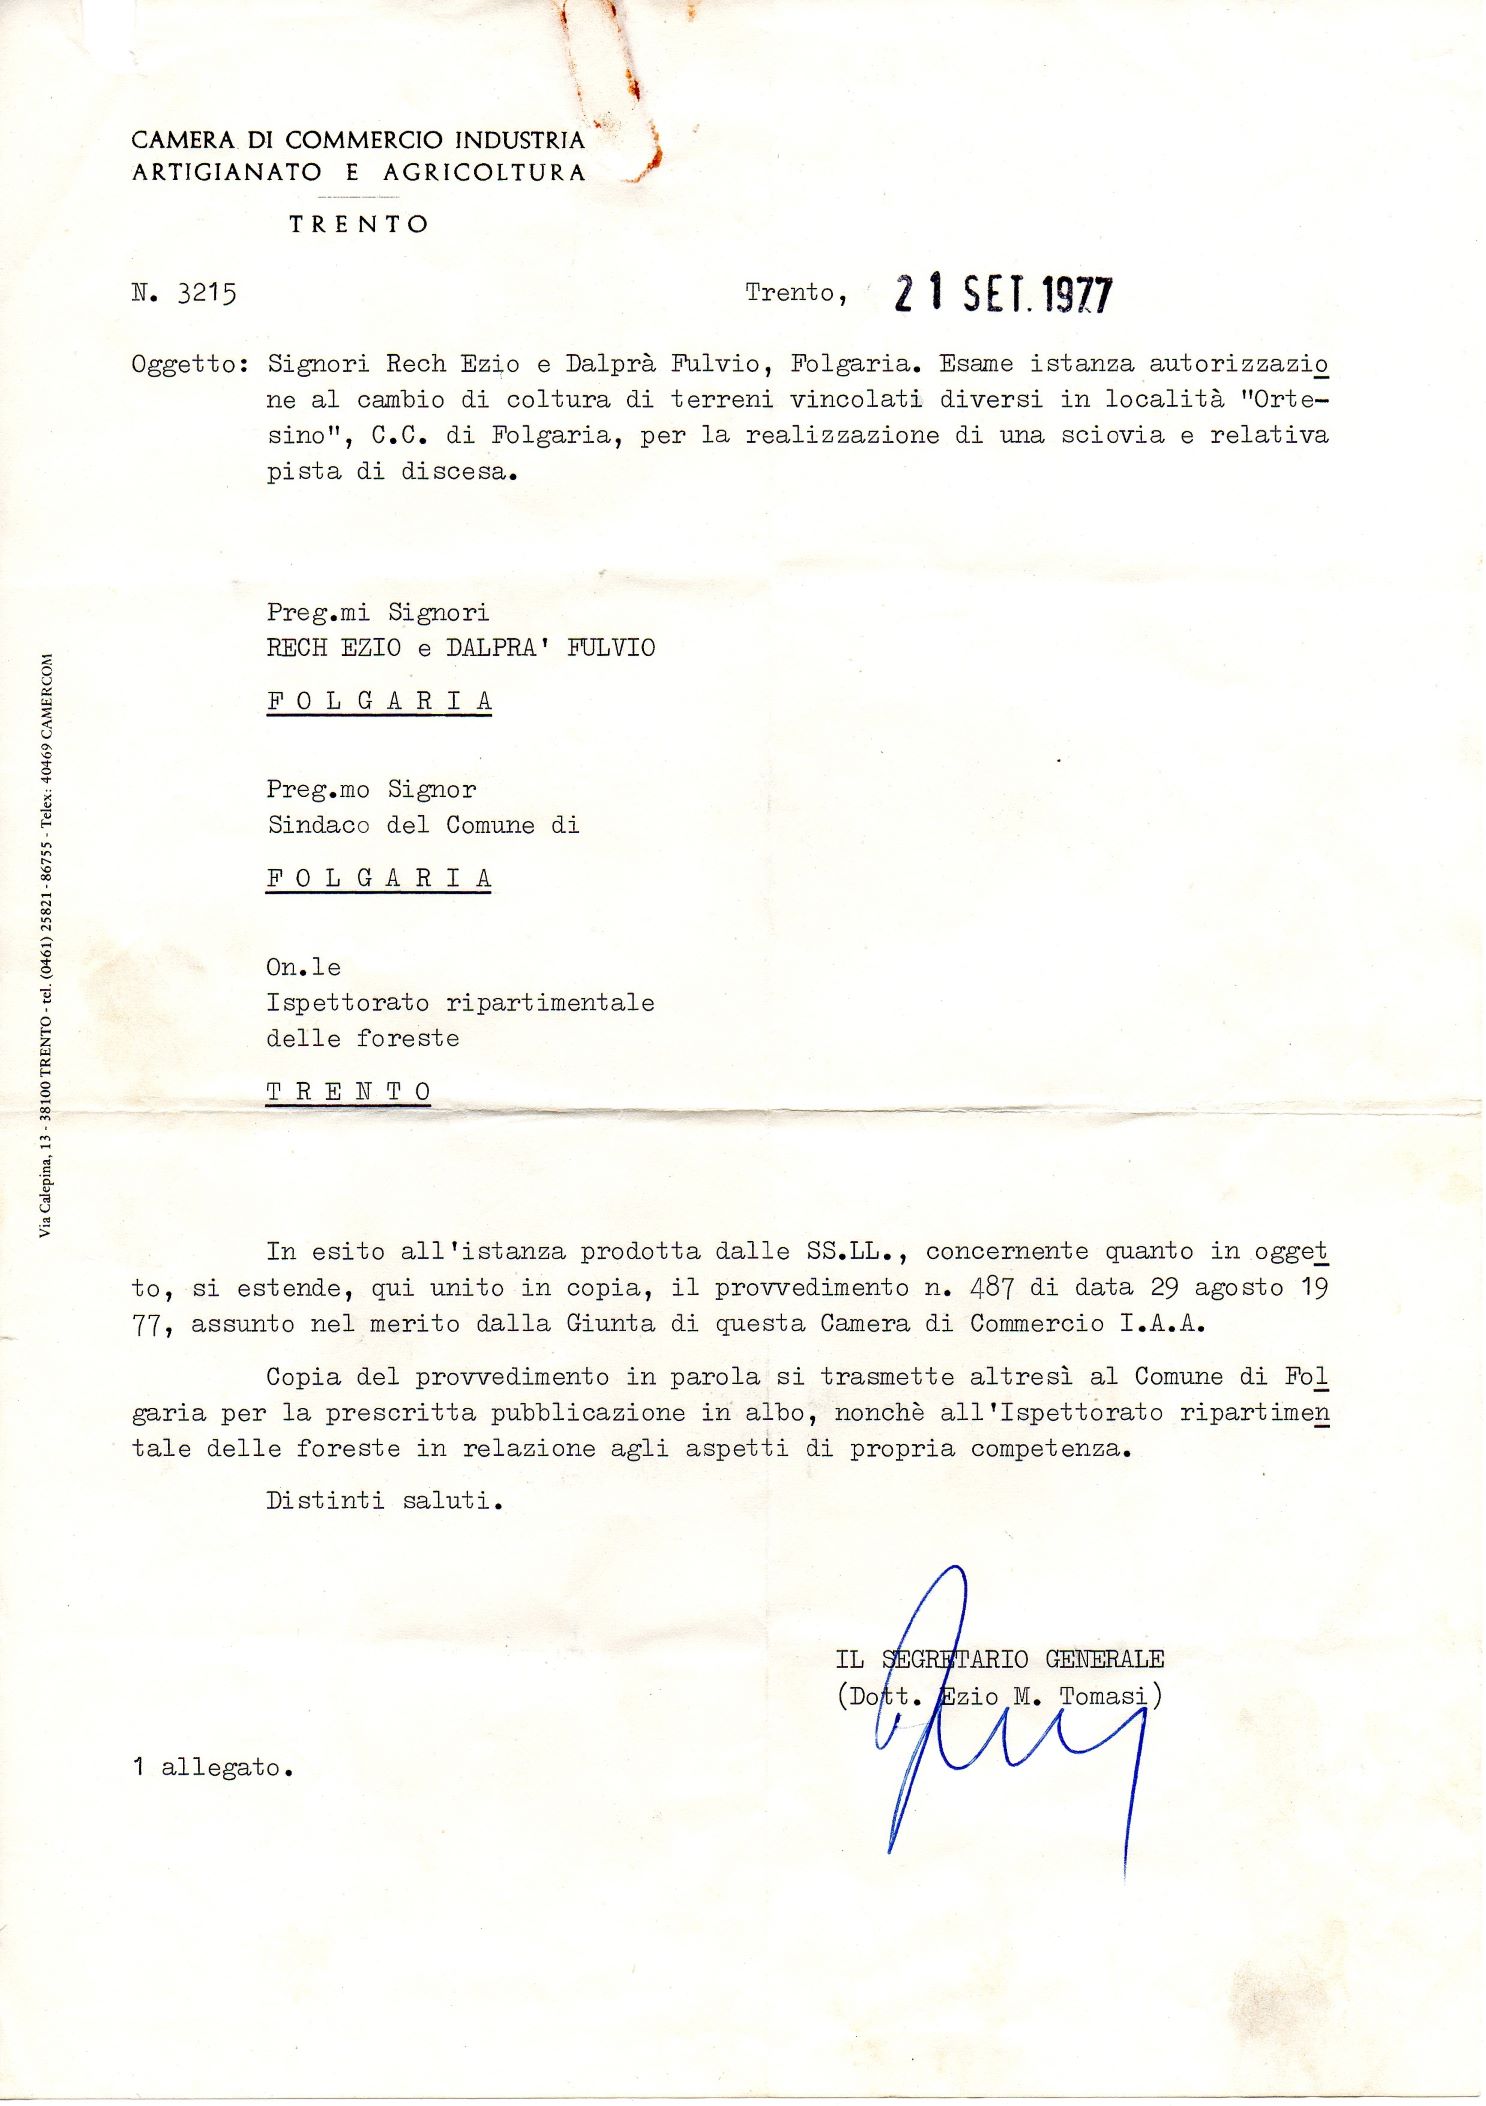 CAMERA DI COMMERCIO INDUSTRIA
ARTIGIANATO E AGRICOLTURA
TRENTO
N. 3215
Trento, 21 SET. 1977
Oggetto: Signori Rech Ezio e Dalprà Fulvio, Folgaria. Esame istanza autorizzazio
ne al cambio di coltura di terreni vincolati diversi in località "Orte-
sino", C.C. di Folgaria, per la realizzazione di una sciovia e relativa
pista di discesa.
Preg.mi Signori
RECH EZIO e DALPRA' FULVIO
F O L G A R I A
Preg.mo Signor
Sindaco del Comune di
F O L G A R I A
On.le
Ispettorato ripartimentale
delle foreste
T R E N T O
Via Calepina, 13 - 38100 TRENTO - tel. (0461) 25821 - 86755 - Telex: 40469 CAMERCOM
In esito all'istanza prodotta dalle SS.LL., concernente quanto in ogget
to, si estende, qui unito in copia, il provvedimento n. 487 di data 29 agosto 19
77, assunto nel merito dalla Giunta di questa Camera di Commercio I.A.A.
Copia del provvedimento in parola si trasmette altresì al Comune di Fol
garia per la prescritta pubblicazione in albo, nonchè all'Ispettorato ripartimen
tale delle foreste in relazione agli aspetti di propria competenza.
Distinti saluti.
IL SEGRETARIO GENERALE
(Dott. Ezio M. Tomasi)
1 allegato.